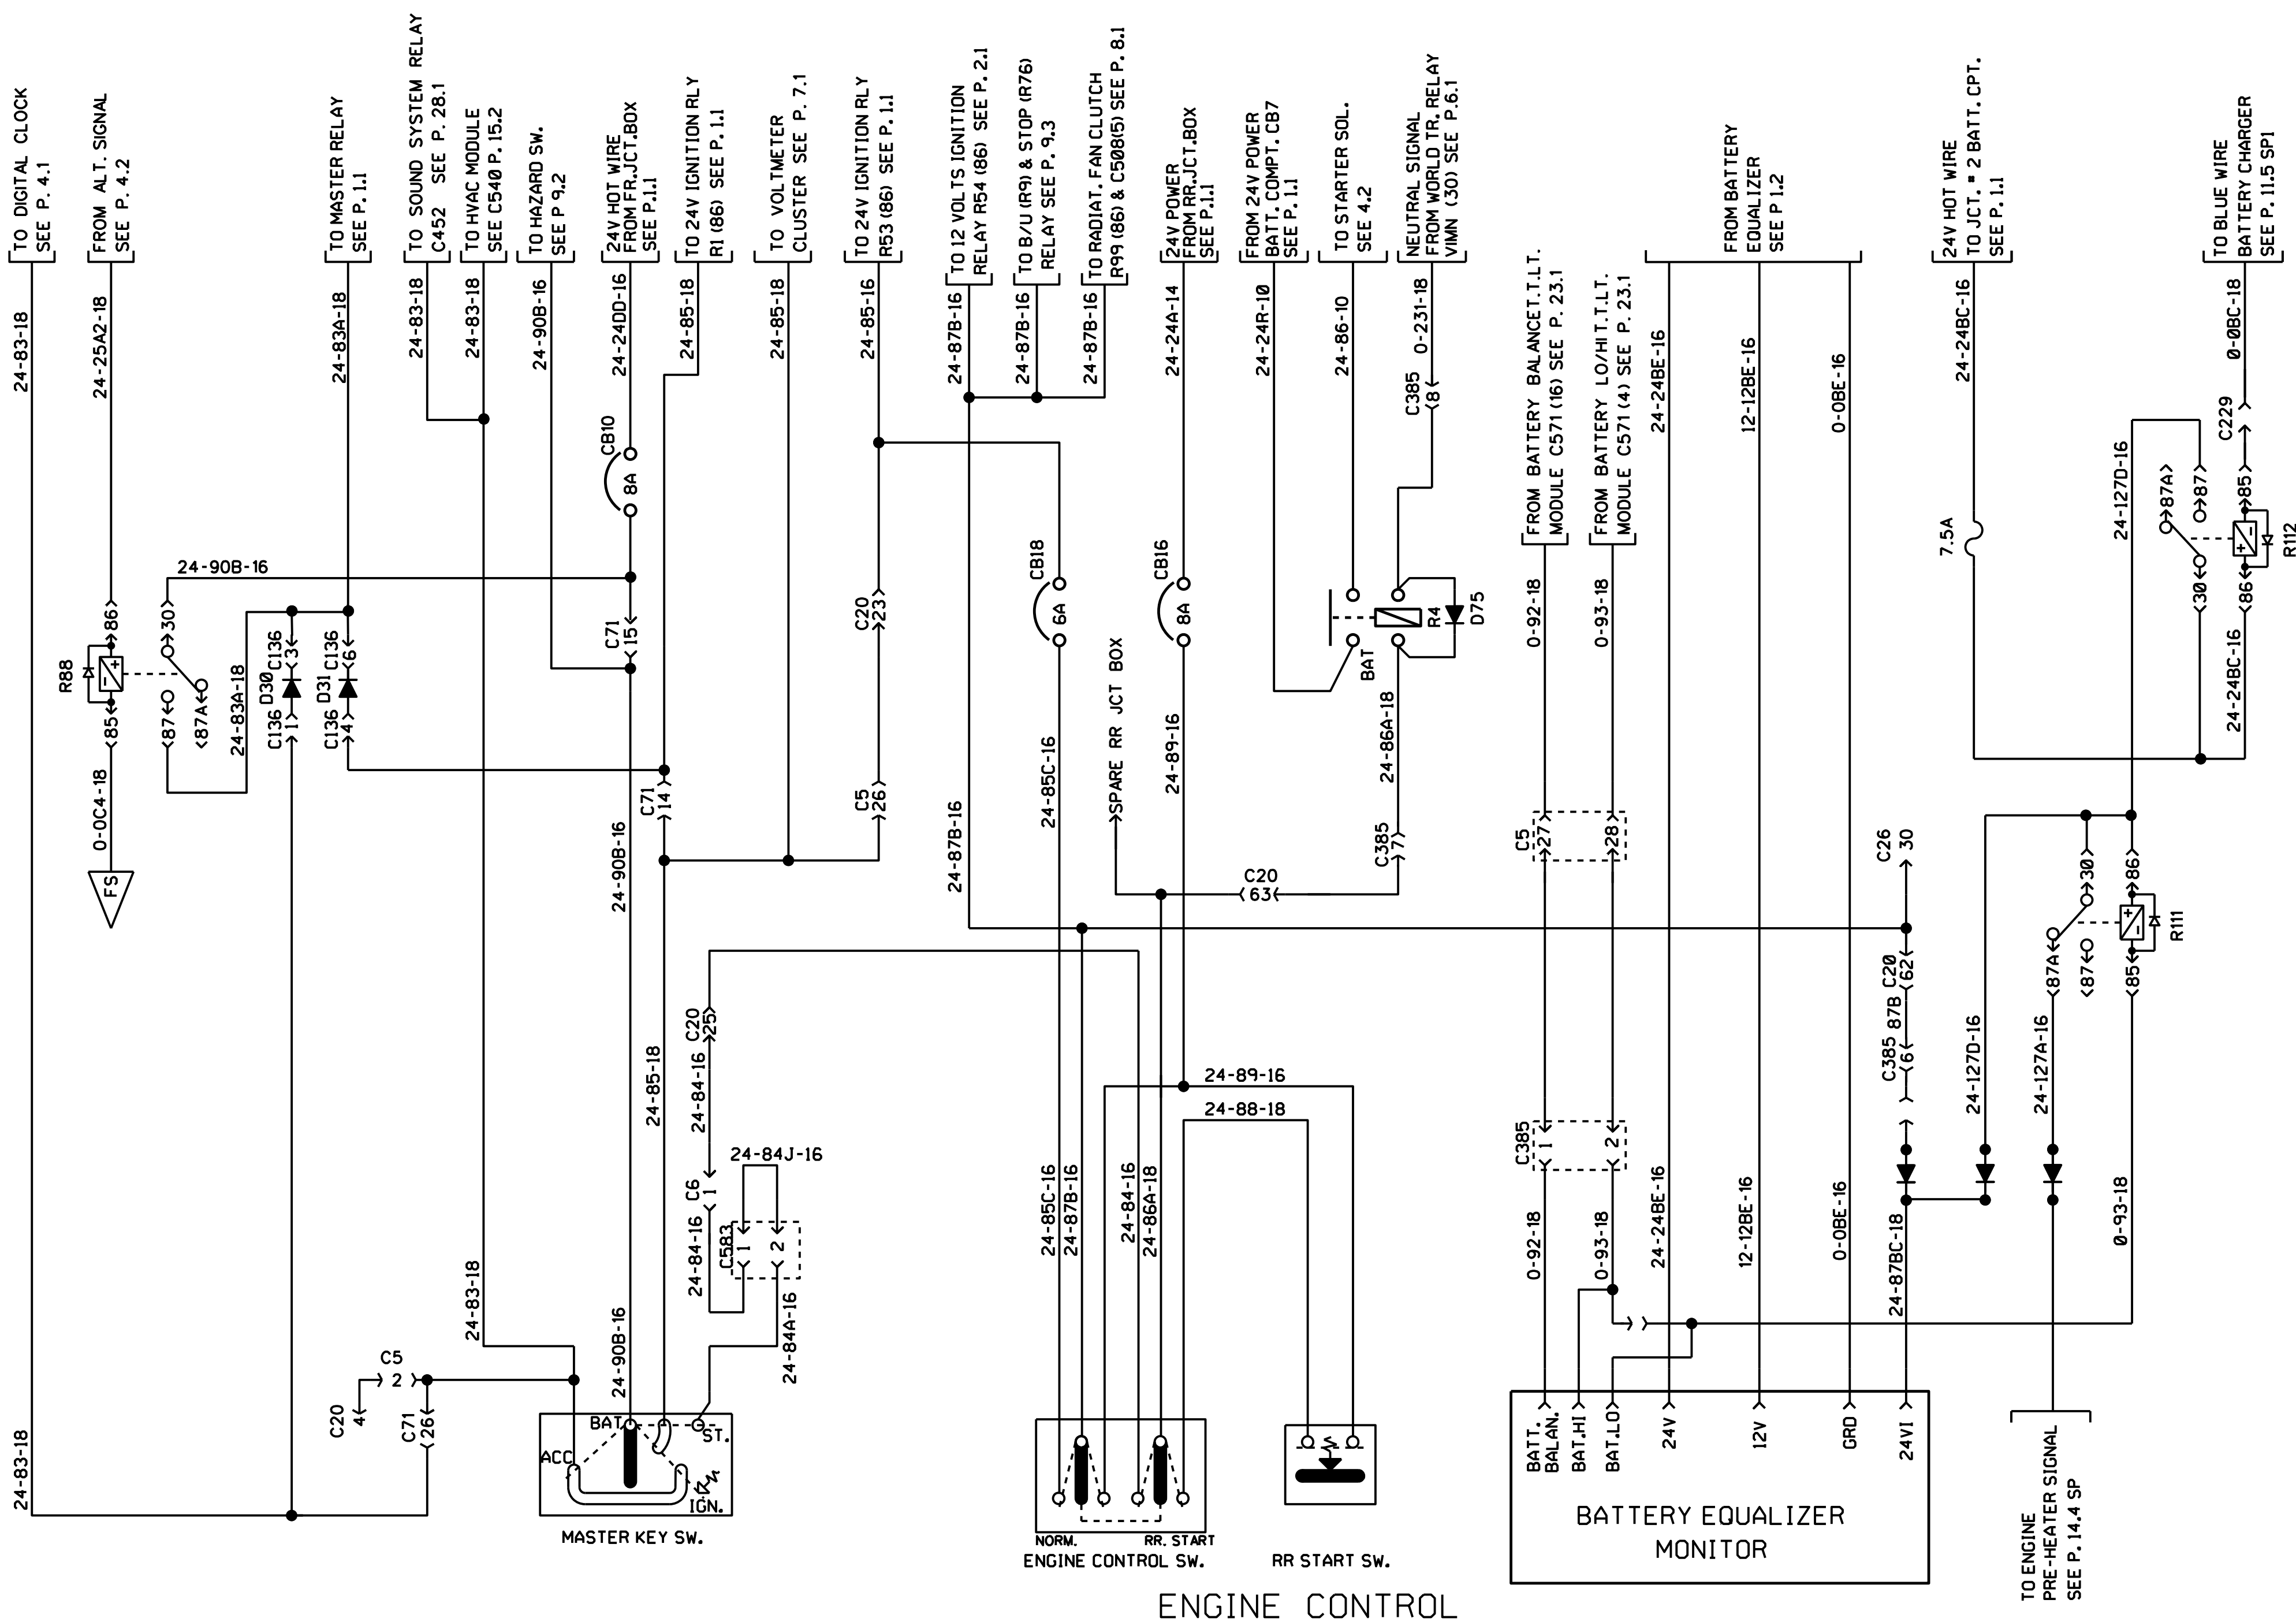 TO DIGITAL CLOCK
SEE P. 4.1
FROM ALT. SIGNAL
SEE P. 4.2
TO MASTER RELAY
SEE P. 1.1
TO SOUND SYSTEM RELAY
C452 SEE P. 28.1
TO HVAC MODULE
SEE C540 P. 15.2
TO HAZARD SW.
SEE P 9.2
24V HOT WIRE
FROM FR.JCT.BOX
SEE P.1.1
TO 24V IGNITION RLY
R1 (86) SEE P. 1.1
TO VOLTMETER
CLUSTER SEE P. 7.1
TO 24V IGNITION RLY
R53 (86) SEE P. 1.1
TO 12 VOLTS IGNITION
RELAY R54 (86) SEE P. 2.1
TO B/U (R9) & STOP (R76)
RELAY SEE P. 9.3
TO RADIAT. FAN CLUTCH
R99 (86) & C508(5) SEE P. 8.1
24V POWER
FROM RR.JCT.BOX
SEE P.1.1
FROM 24V POWER
BATT. COMPT. CB7
SEE P. 1.1
TO STARTER SOL.
SEE 4.2
NEUTRAL SIGNAL
FROM WORLD TR. RELAY
VIMN (30) SEE P.6.1
FROM BATTERY BALANCE T.T.LT.
MODULE C571 (16) SEE P. 23.1
FROM BATTERY LO/HI T.T.LT.
MODULE C571 (4) SEE P. 23.1
FROM BATTERY
EQUALIZER
SEE P 1.2
24V HOT WIRE
TO JCT. # 2 BATT. CPT.
SEE P. 1.1
TO BLUE WIRE
BATTERY CHARGER
SEE P. 11.5 SP1
24-83-18
24-25A2-18
24-83A-18
24-83-18
24-83-18
24-90B-16
24-24DD-16
24-85-18
24-85-18
24-85-16
24-87B-16
24-87B-16
24-87B-16
24-24A-14
24-24R-10
24-86-10
0-231-18
C385
8
24-24BE-16
12-12BE-16
0-0BE-16
24-24BC-16
0-0BC-18
C229
CB10
8A
24-127D-16
87A
87
85
R112
30
86
24-24BC-16
7.5A
24-90B-16
86
30
R88
85
87
87A
24-83A-18
C136
3
D30
C136
1
C136
6
D31
C136
4
C71
15
C20
23
CB18
6A
CB16
8A
SPARE RR JCT BOX
BAT
R4
D75
0-92-18
0-93-18
0-0C4-18
FS
24-90B-16
C71
14
C5
26
24-87B-16
24-85C-16
24-89-16
24-86A-18
C385
7
C20
63
C5
27
28
C26
30
30
86
R111
87A
87
85
C20
62
87B
C385
6
24-85-18
C20
25
24-84-16
24-89-16
24-88-18
24-127D-16
24-127A-16
24-84J-16
C6
1
24-84-16
C583
1
2
24-84A-16
24-85C-16
24-87B-16
24-84-16
24-86A-18
C385
1
2
0-92-18
0-93-18
24-24BE-16
12-12BE-16
0-0BE-16
24-87BC-18
0-93-18
24-83-18
24-90B-16
C5
2
C20
4
C71
26
24-83-18
BAT
ST.
ACC
IGN.
MASTER KEY SW.
NORM.
RR. START
ENGINE CONTROL SW.
RR START SW.
BATT.
BALAN.
BAT.HI
BAT.LO
24V
12V
GRD
24VI
BATTERY EQUALIZER
MONITOR
TO ENGINE
PRE-HEATER SIGNAL
SEE P. 14.4 SP
ENGINE CONTROL